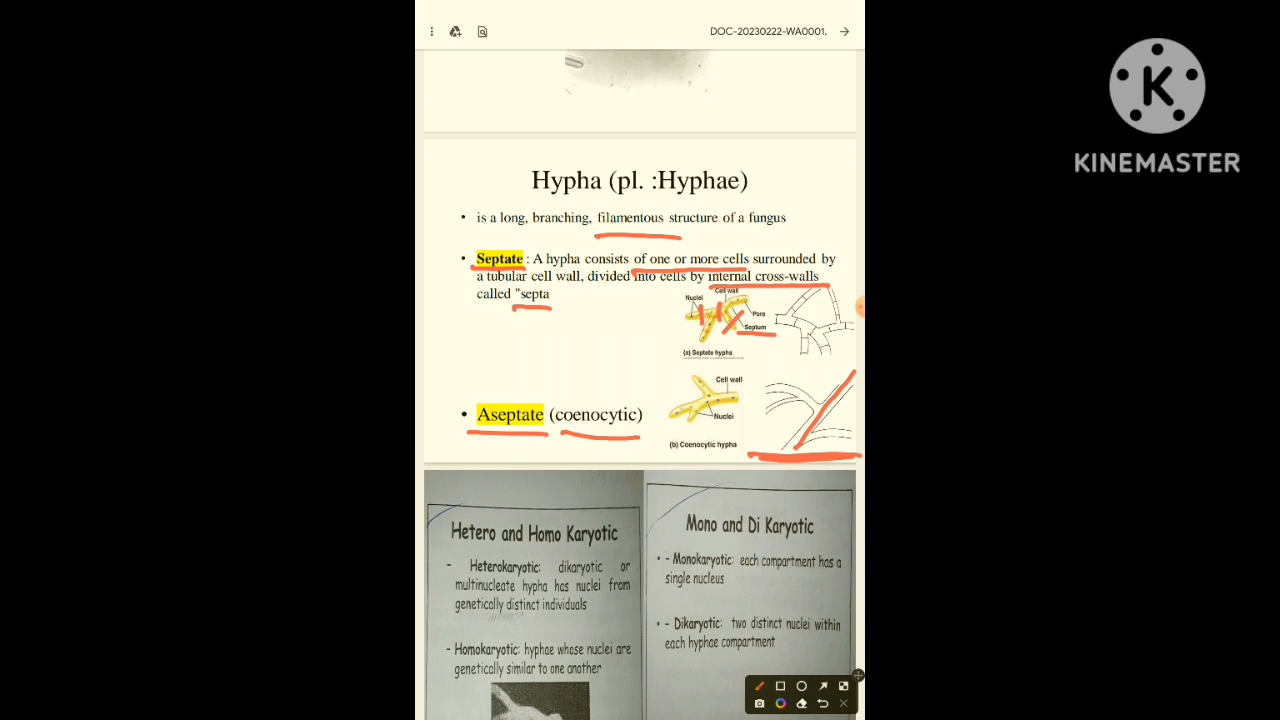 DOC-20230222-WA0001.
K
KINEMASTER
Hypha (pl. :Hyphae)
• is a long, branching, filamentous structure of a fungus
• Septate : A hypha consists of one or more cells surrounded by
a tubular cell wall, divided into cells by internal cross-walls
called "septa
Cell wall
Nuclei
Pore
Septum
(a) Septate hypha
Cell wall
Nuclei
(b) Coenocytic hypha
• Aseptate (coenocytic)
Hetero and Homo Karyotic
- Heterokaryotic: dikaryotic or
multinucleate hypha has nuclei from
genetically distinct individuals
- Homokaryotic: hyphae whose nuclei are
genetically similar to one another
Mono and Di Karyotic
• - Monokaryotic: each compartment has a
single nucleus
• - Dikaryotic: two distinct nuclei within
each hyphae compartment